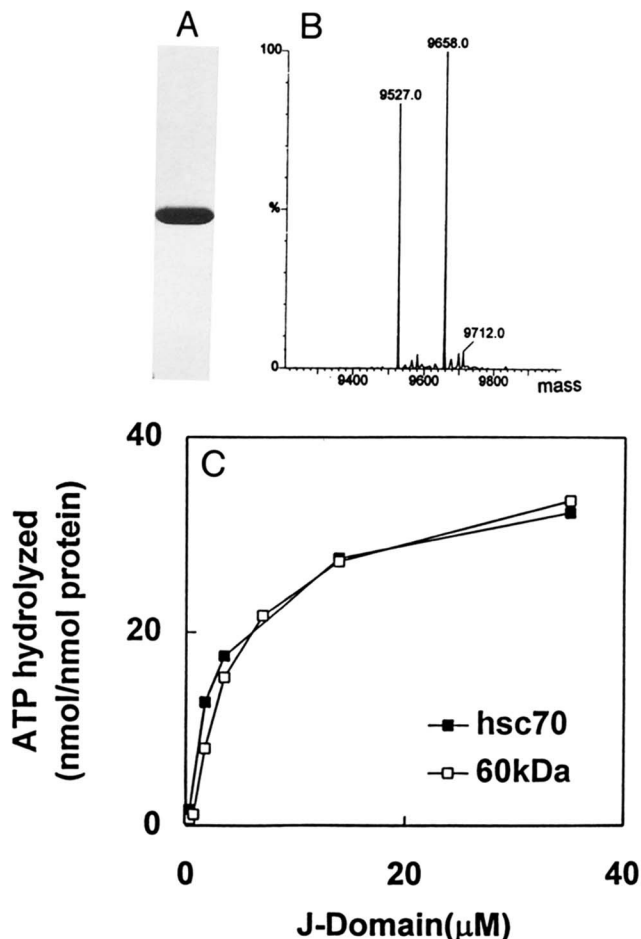 A
B
100
9658.0
9527.0
%
9712.0
0
9400
9600
9800
mass
C
40
20
0
ATP hydrolyzed
(nmol/nmol protein)
hsc70
60kDa
0
20
40
J-Domain(μM)